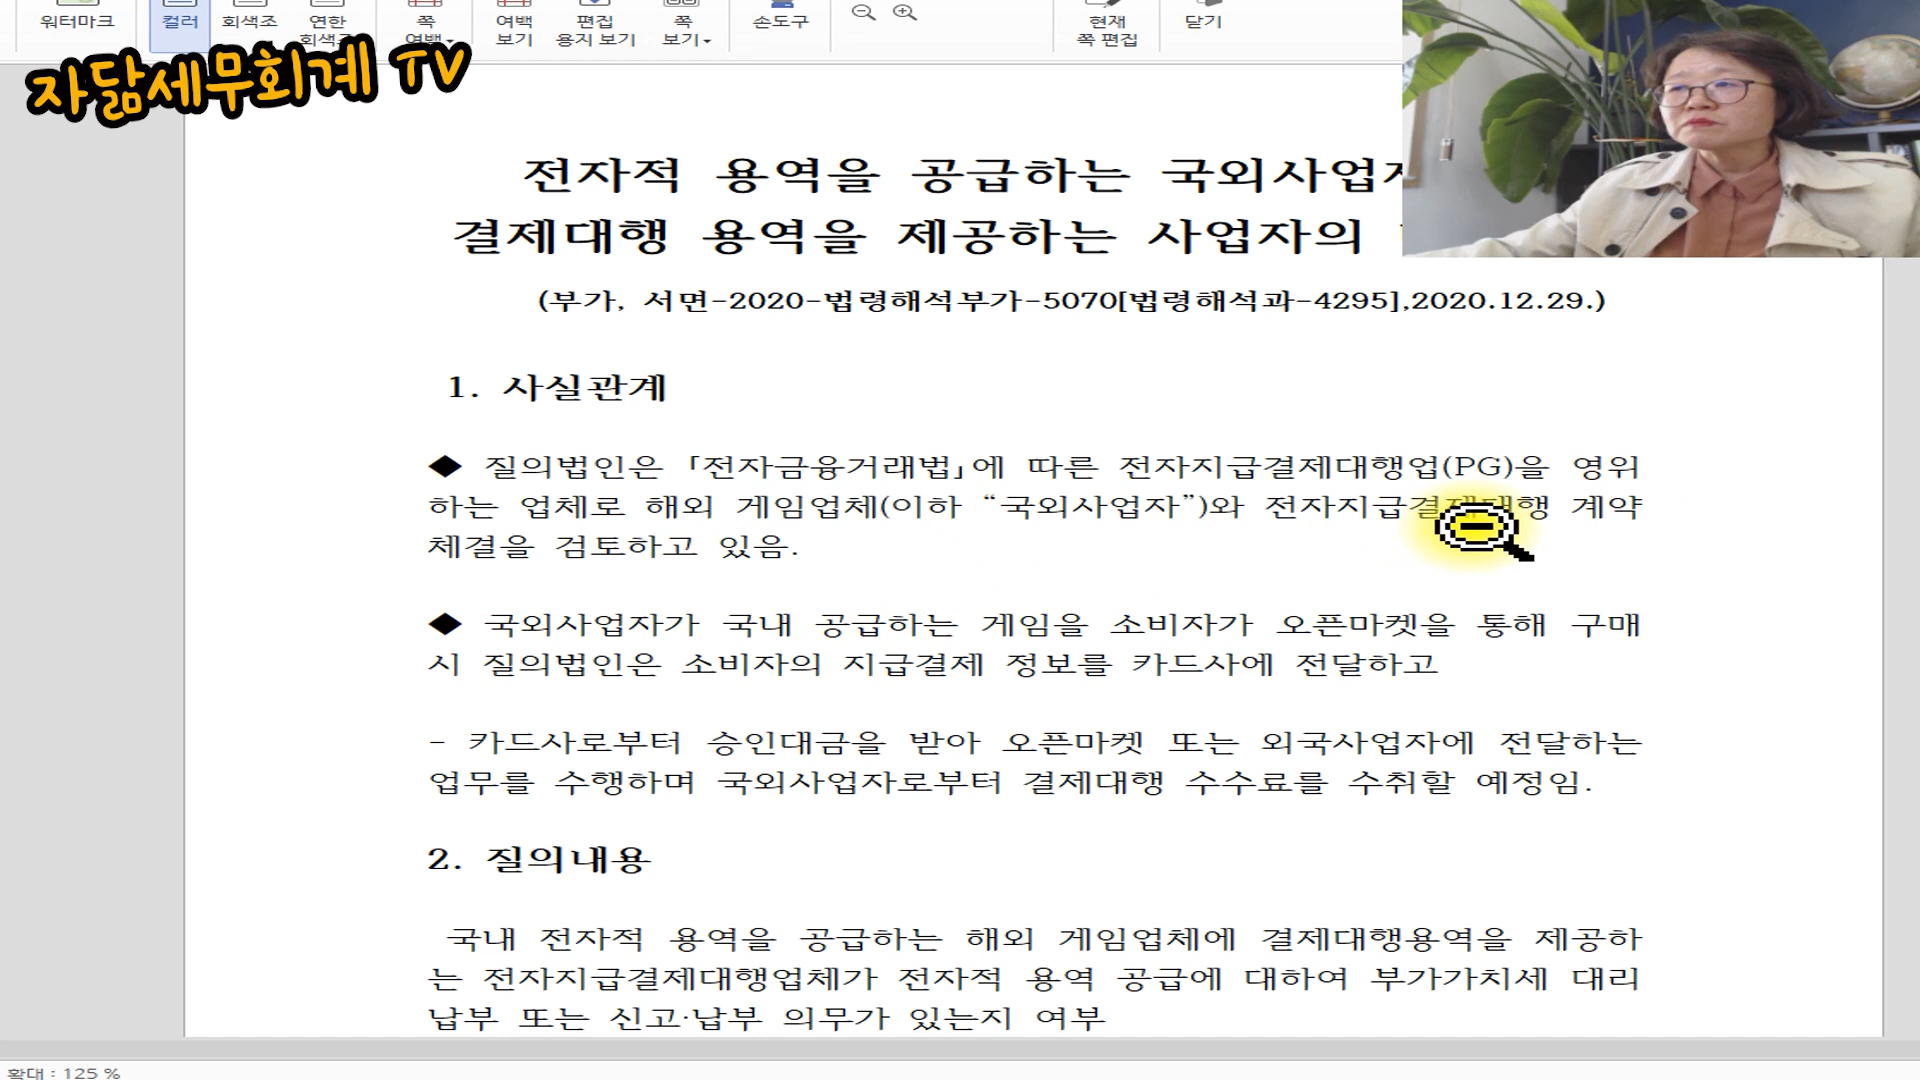 워터마크
컬러
회색조
연한
회색조
쪽
여백
여백
보기
편집
용지 보기
쪽
보기
손도구
현재
쪽 편집
닫기
자닮세무회계 TV
전자적 용역을 공급하는 국외사업자
결제대행 용역을 제공하는 사업자의
(부가, 서면-2020-법령해석부가-5070[법령해석과-4295],2020.12.29.)
1. 사실관계
◆ 질의법인은 「전자금융거래법」에 따른 전자지급결제대행업(PG)을 영위
하는 업체로 해외 게임업체(이하 “국외사업자”)와 전자지급결제대행 계약
체결을 검토하고 있음.
◆ 국외사업자가 국내 공급하는 게임을 소비자가 오픈마켓을 통해 구매
시 질의법인은 소비자의 지급결제 정보를 카드사에 전달하고
- 카드사로부터 승인대금을 받아 오픈마켓 또는 외국사업자에 전달하는
업무를 수행하며 국외사업자로부터 결제대행 수수료를 수취할 예정임.
2. 질의내용
국내 전자적 용역을 공급하는 해외 게임업체에 결제대행용역을 제공하
는 전자지급결제대행업체가 전자적 용역 공급에 대하여 부가가치세 대리
납부 또는 신고·납부 의무가 있는지 여부
확대 : 125 %